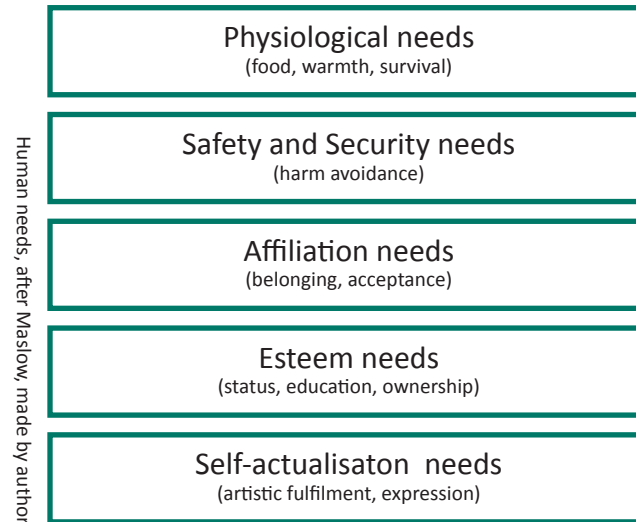 Physiological needs
(food, warmth, survival)
Safety and Security needs
(harm avoidance)
Affiliation needs
(belonging, acceptance)
Esteem needs
(status, education, ownership)
Self-actualisaton  needs
(artistic fulfilment, expression)
Human needs, after Maslow, made by author